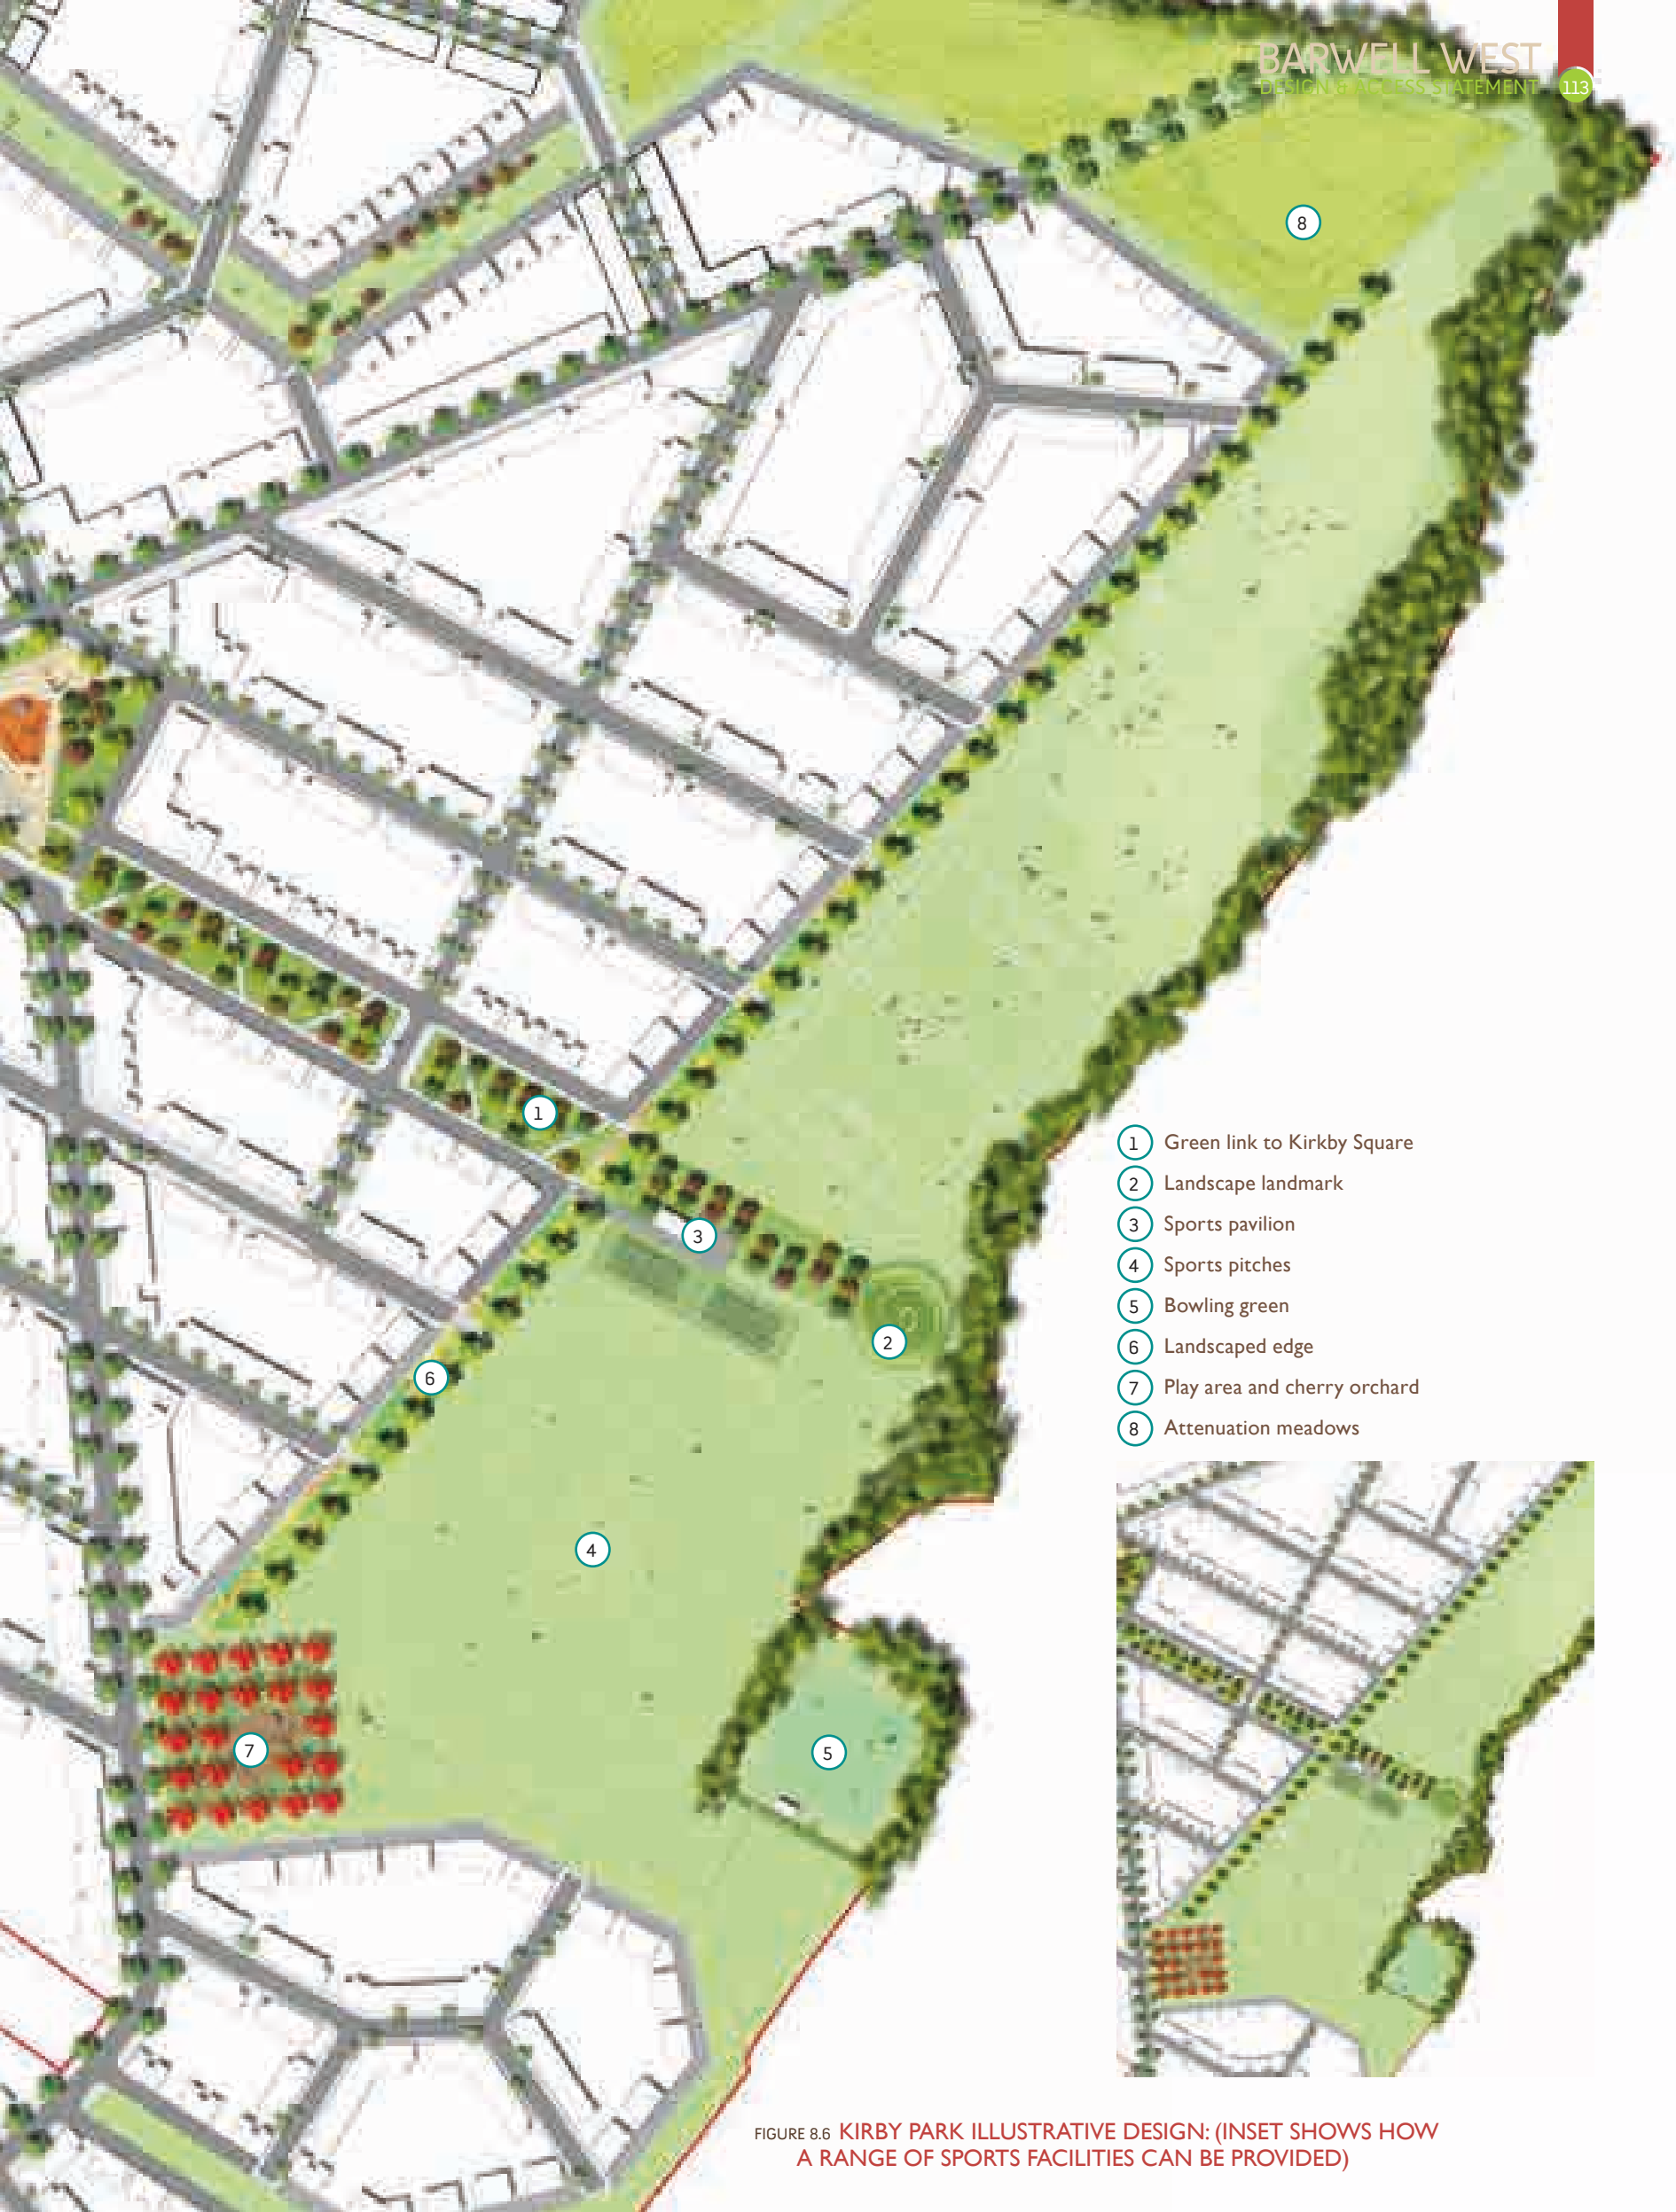 BARWELL WEST
DESIGN & ACCESS STATEMENT
113
8
1
3
2
6
4
7
5
1 Green link to Kirkby Square
2 Landscape landmark
3 Sports pavilion
4 Sports pitches
5 Bowling green
6 Landscaped edge
7 Play area and cherry orchard
8 Attenuation meadows
FIGURE 8.6 KIRBY PARK ILLUSTRATIVE DESIGN: (INSET SHOWS HOW
A RANGE OF SPORTS FACILITIES CAN BE PROVIDED)